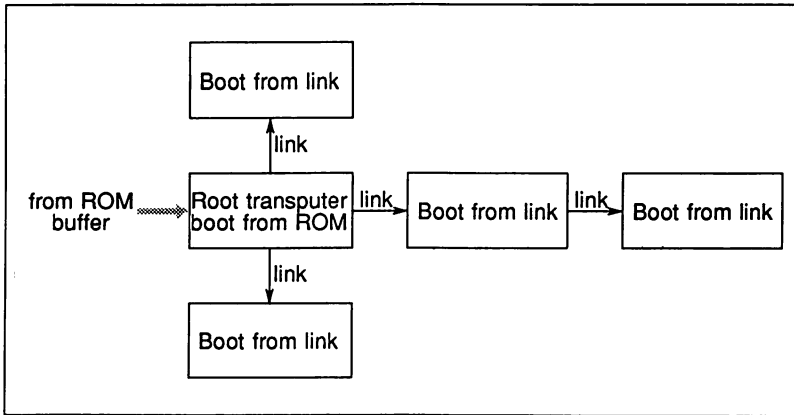 Boot from link
link
from ROM
buffer
Root transputer
boot from ROM
link
Boot from link
link
Boot from link
link
Boot from link